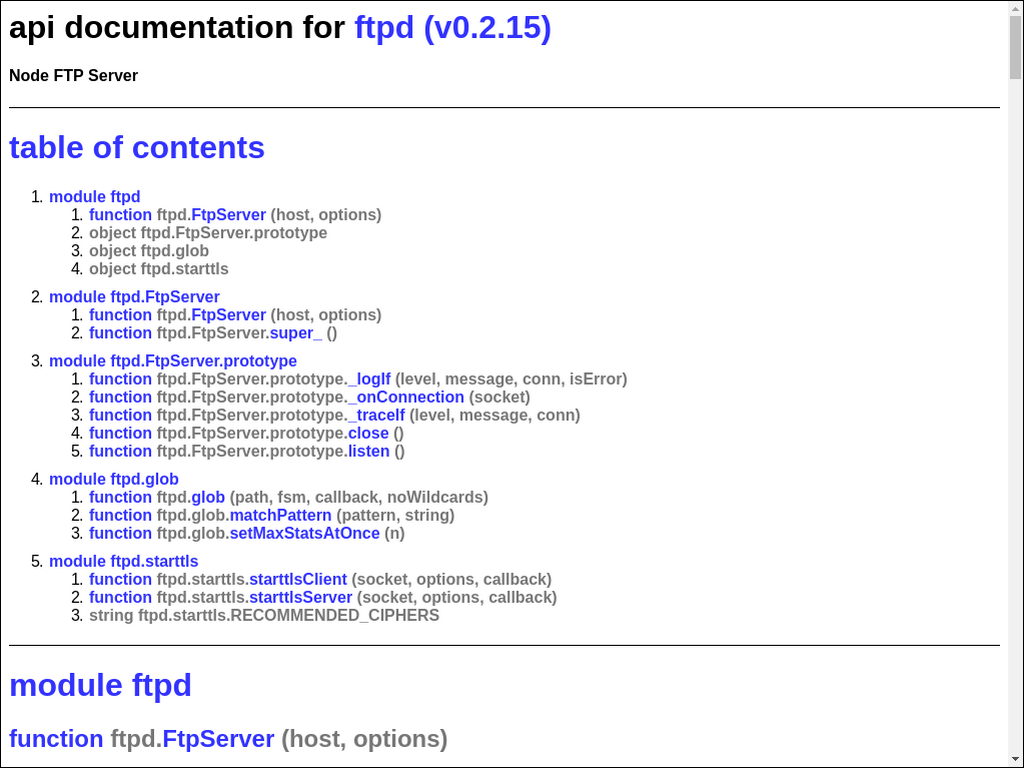 api documentation for ftpd (v0.2.15)
Node FTP Server
table of contents
1. module ftpd
1. function ftpd.FtpServer (host, options)
2. object ftpd.FtpServer.prototype
3. object ftpd.glob
4. object ftpd.starttls
2. module ftpd.FtpServer
1. function ftpd.FtpServer (host, options)
2. function ftpd.FtpServer.super_ ()
3. module ftpd.FtpServer.prototype
1. function ftpd.FtpServer.prototype._logIf (level, message, conn, isError)
2. function ftpd.FtpServer.prototype._onConnection (socket)
3. function ftpd.FtpServer.prototype._traceIf (level, message, conn)
4. function ftpd.FtpServer.prototype.close ()
5. function ftpd.FtpServer.prototype.listen ()
4. module ftpd.glob
1. function ftpd.glob (path, fsm, callback, noWildcards)
2. function ftpd.glob.matchPattern (pattern, string)
3. function ftpd.glob.setMaxStatsAtOnce (n)
5. module ftpd.starttls
1. function ftpd.starttls.starttlsClient (socket, options, callback)
2. function ftpd.starttls.starttlsServer (socket, options, callback)
3. string ftpd.starttls.RECOMMENDED_CIPHERS
module ftpd
function ftpd.FtpServer (host, options)